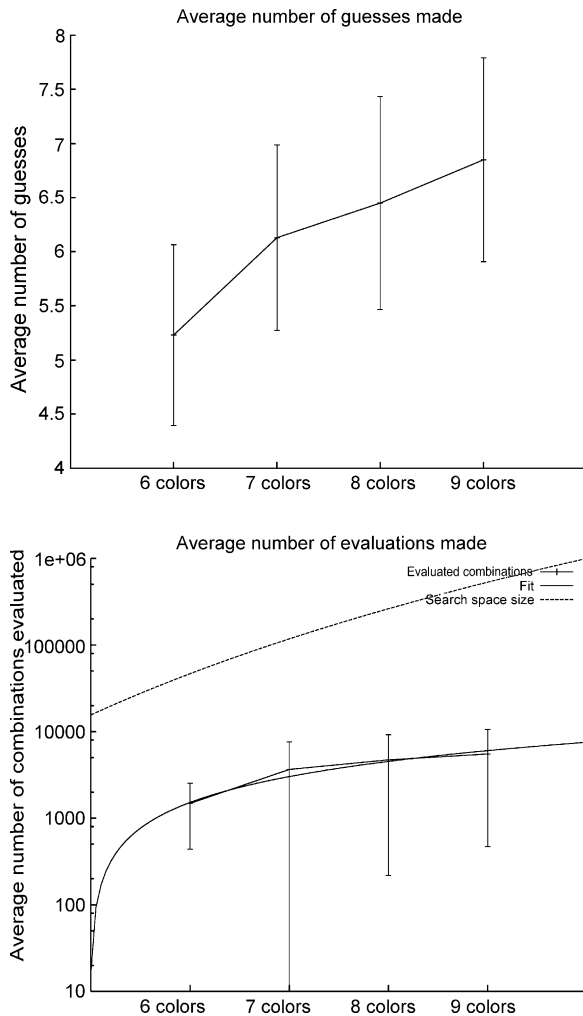 Average number of guesses made
Average number of guesses
8
7.5
7
6.5
6
5.5
5
4.5
4
6 colors 7 colors 8 colors 9 colors
Average number of evaluations made
Average number of combinations evaluated
1e+06
100000
10000
1000
100
10
Evaluated combinations
Fit
Search space size
6 colors 7 colors 8 colors 9 colors